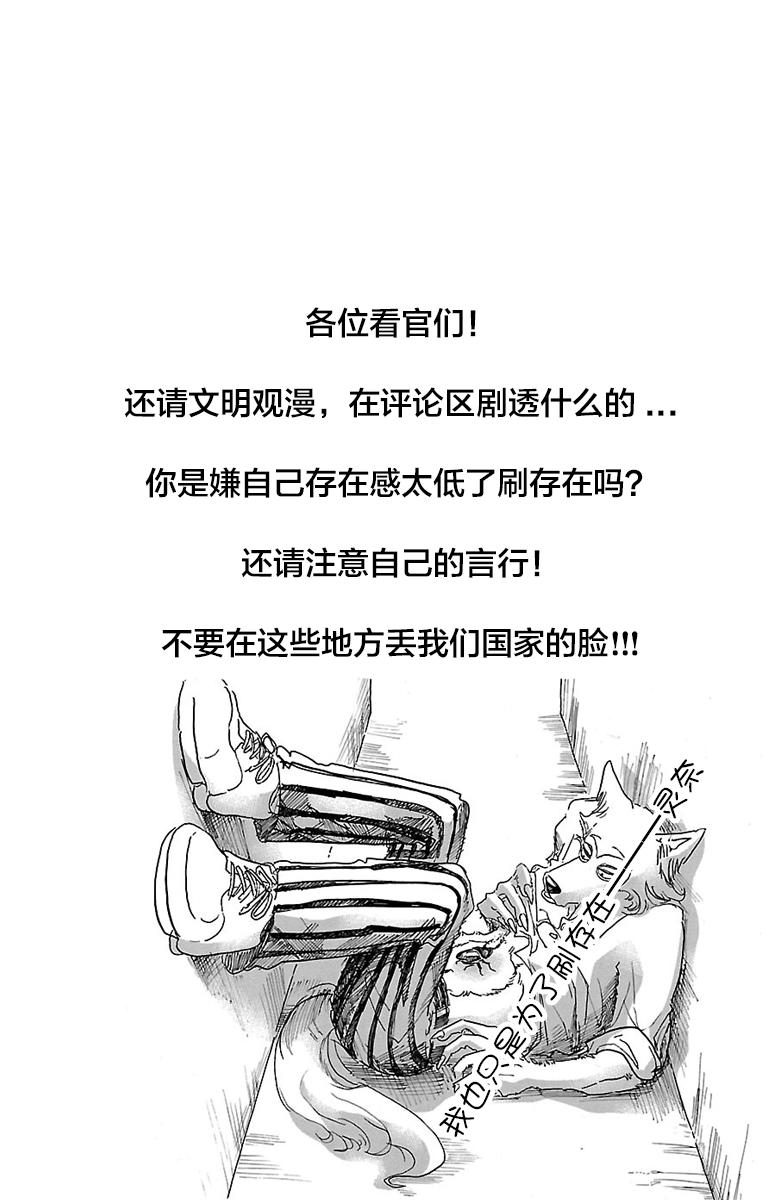 各位看官们！
还请文明观漫，在评论区剧透什么的 ...
你是嫌自己存在感太低了刷存在吗？
还请注意自己的言行！
不要在这些地方丢我们国家的脸!!!
我也只是为了刷存在——灵奈